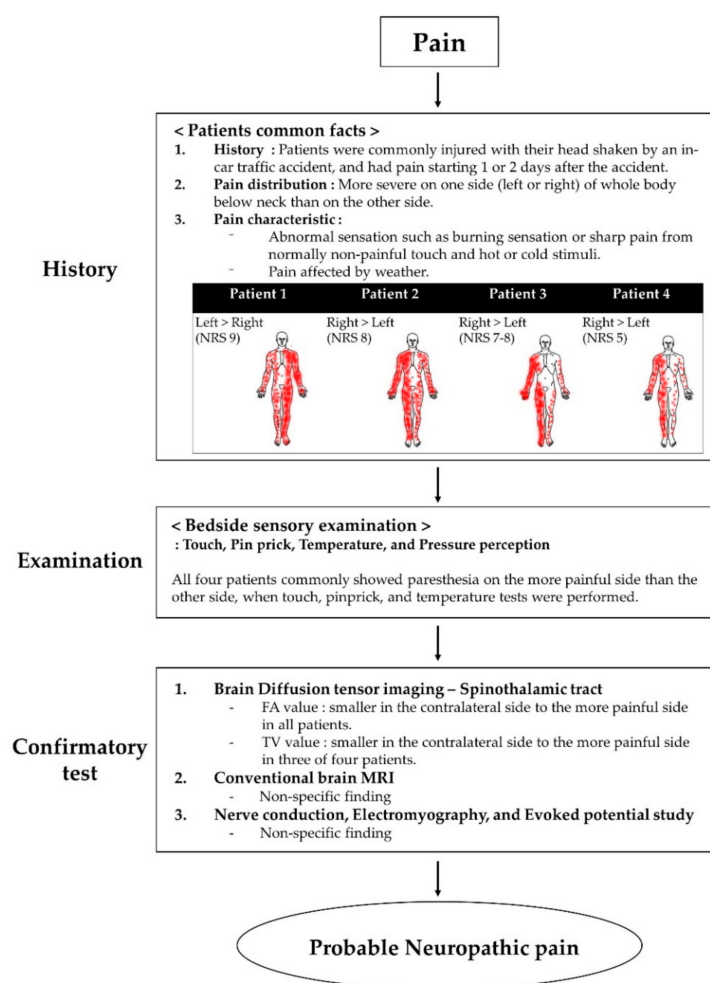 Pain
History
< Patients common facts >
1. History : Patients were commonly injured with their head shaken by an in-
car traffic accident, and had pain starting 1 or 2 days after the accident.
2. Pain distribution : More severe on one side (left or right) of whole body
below neck than on the other side.
3. Pain characteristic :
- Abnormal sensation such as burning sensation or sharp pain from
normally non-painful touch and hot or cold stimuli.
- Pain affected by weather.
Patient 1 Patient 2 Patient 3 Patient 4
Left > Right Right > Left Right > Left Right > Left
(NRS 9) (NRS 8) (NRS 7-8) (NRS 5)
Examination
< Bedside sensory examination >
: Touch, Pin prick, Temperature, and Pressure perception
All four patients commonly showed paresthesia on the more painful side than the
other side, when touch, pinprick, and temperature tests were performed.
Confirmatory
test
1. Brain Diffusion tensor imaging – Spinothalamic tract
- FA value : smaller in the contralateral side to the more painful side
in all patients.
- TV value : smaller in the contralateral side to the more painful side
in three of four patients.
2. Conventional brain MRI
- Non-specific finding
3. Nerve conduction, Electromyography, and Evoked potential study
- Non-specific finding
Probable Neuropathic pain